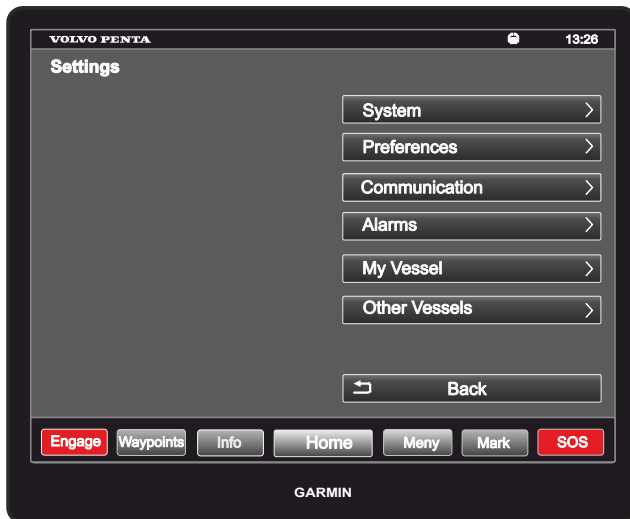 VOLVO PENTA 13:26
Settings
System
Preferences
Communication
Alarms
My Vessel
Other Vessels
Back
Engage Waypoints Info Home Meny Mark SOS
GARMIN